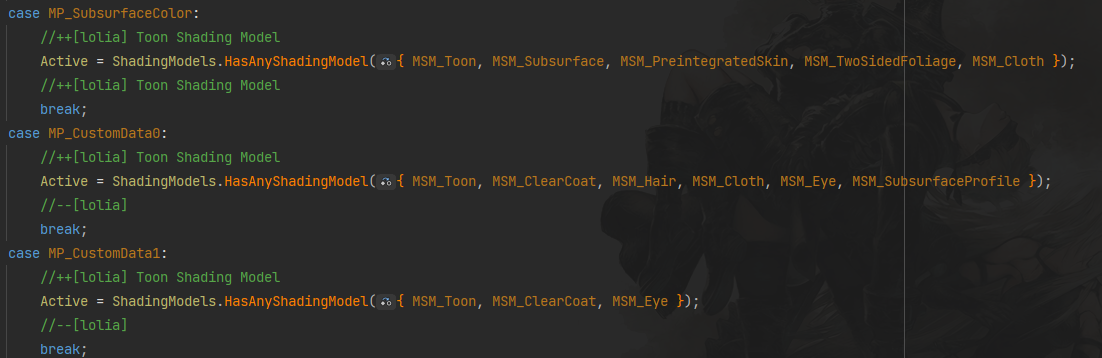 case MP_SubsurfaceColor:
//++[lolia] Toon Shading Model
Active = ShadingModels.HasAnyShadingModel({ MSM_Toon, MSM_Subsurface, MSM_PreintegratedSkin, MSM_TwoSidedFoliage, MSM_Cloth });
//++[lolia] Toon Shading Model
break;
case MP_CustomData0:
//++[lolia] Toon Shading Model
Active = ShadingModels.HasAnyShadingModel({ MSM_Toon, MSM_ClearCoat, MSM_Hair, MSM_Cloth, MSM_Eye, MSM_SubsurfaceProfile });
//--[lolia]
break;
case MP_CustomData1:
//++[lolia] Toon Shading Model
Active = ShadingModels.HasAnyShadingModel({ MSM_Toon, MSM_ClearCoat, MSM_Eye });
//--[lolia]
break;